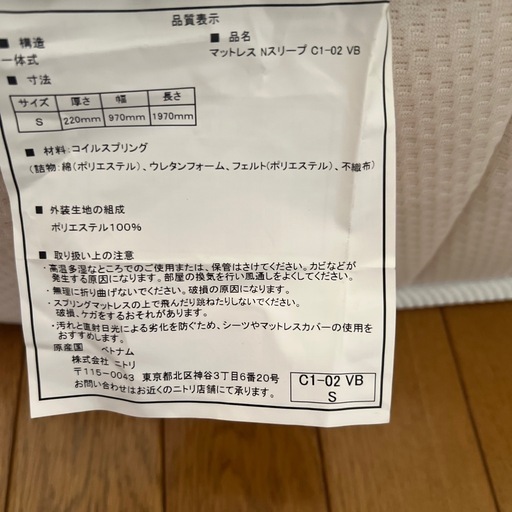 品質表示
■ 構造
一体式
■ 品名
マットレス Nスリープ C1-02 VB
■ 寸法
サイズ 厚さ 幅 長さ
S 220mm 970mm 1970mm
■ 材料:コイルスプリング
(詰物:綿(ポリエステル)、ウレタンフォーム、フェルト(ポリエステル)、不織布)
■ 外装生地の組成
ポリエステル100%
■ 取り扱い上の注意
・高温多湿なところでのご使用または、保管はさけてください。カビなどが
発生する原因になります。部屋の換気を行い風通しをよくしてください。
・無理に折り曲げないでください。破損の原因になります。
・スプリングマットレスの上で飛んだり跳ねたりしないでください。
破損、ケガをするおそれがあります。
・汚れと直射日光による劣化を防ぐため、シーツやマットレスカバーの使用を
おすすめします。
原産国 ベトナム
株式会社 ニトリ
〒115-0043 東京都北区神谷3丁目6番20号
お問い合わせはお近くのニトリ店舗にて承ります。
C1-02 VB
S